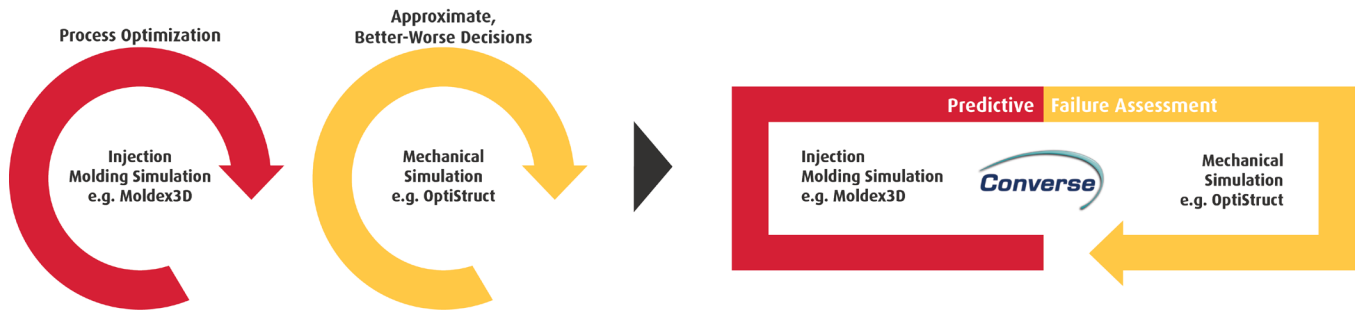 Process Optimization
Injection
Molding Simulation
e.g. Moldex3D
Approximate,
Better-Worse Decisions
Mechanical
Simulation
e.g. OptiStruct
Predictive Failure Assessment
Injection
Molding Simulation
e.g. Moldex3D
Converse
Mechanical
Simulation
e.g. OptiStruct